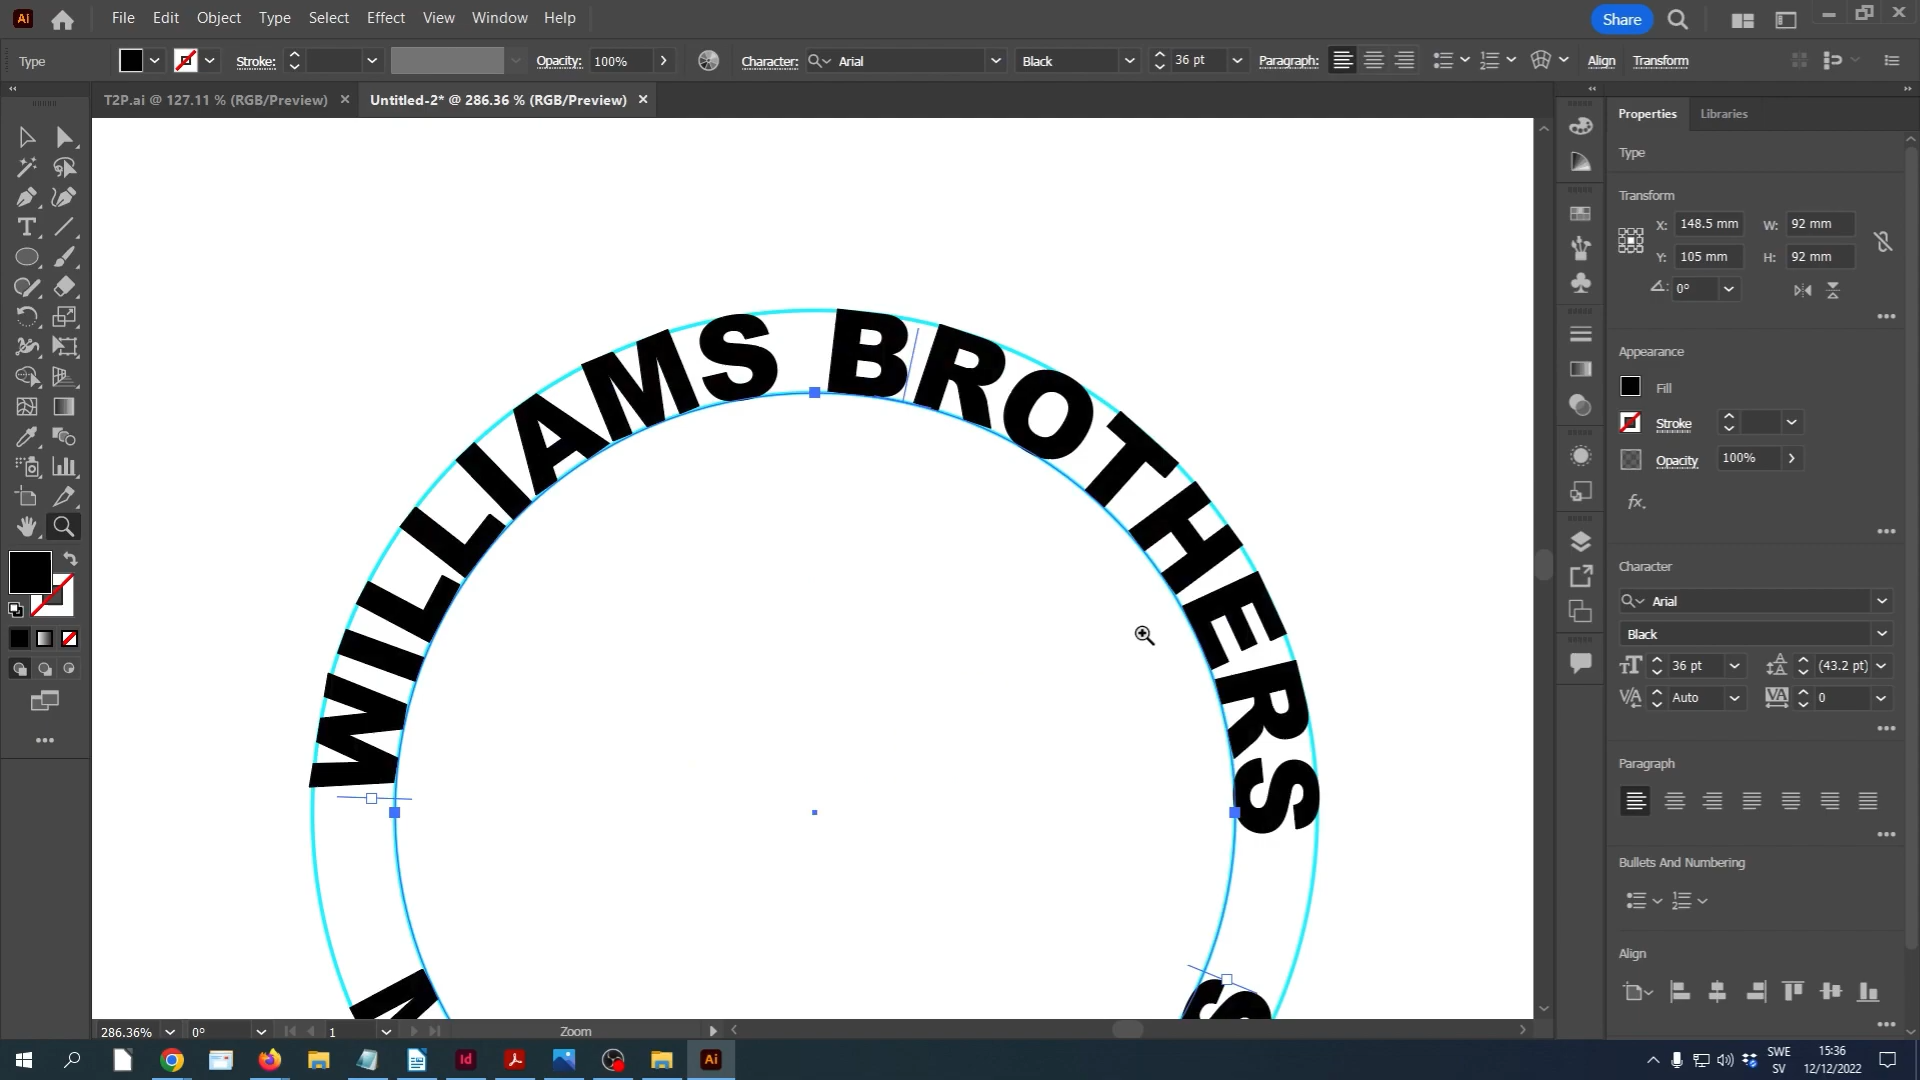 Ai File Edit Object Type Select Effect View Window Help Share
Type Stroke: Opacity: 100% Character: Arial Black 36 pt Paragraph: Align Transform
T2P.ai @ 127.11 % (RGB/Preview) Untitled-2* @ 286.36 % (RGB/Preview)
WILLIAMS BROTHERS
Properties Libraries
Type
Transform
X: 148.5 mm W: 92 mm
Y: 105 mm H: 92 mm
0°
Appearance
Fill
Stroke
Opacity 100%
fx.
Character
Arial
Black
36 pt (43.2 pt)
Auto 0
Paragraph
Bullets And Numbering
Align
286.36% 0° 1 Zoom
Id Ai
SWE
SV
15:36
12/12/2022